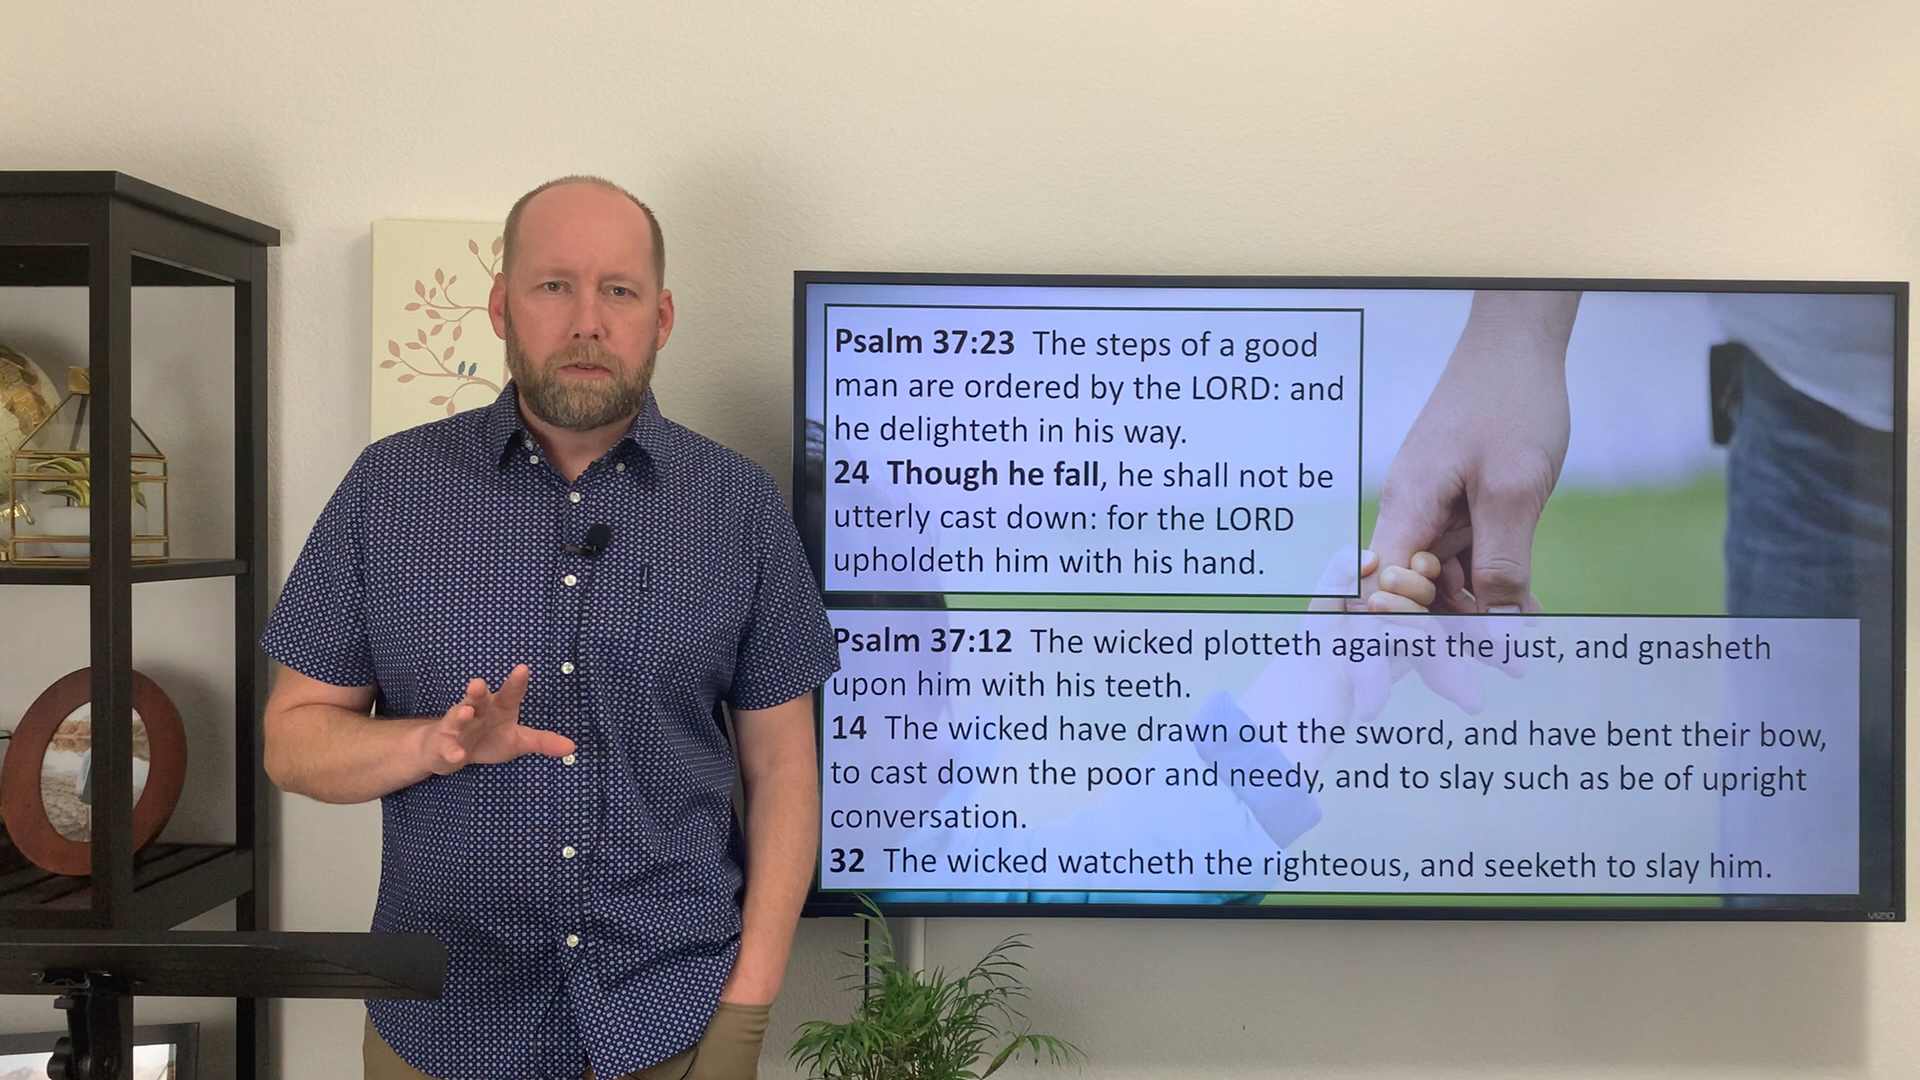 Psalm 37:23 The steps of a good
man are ordered by the LORD: and
he delighteth in his way.
24 Though he fall, he shall not be
utterly cast down: for the LORD
upholdeth him with his hand.
Psalm 37:12 The wicked plotteth against the just, and gnasheth
upon him with his teeth.
14 The wicked have drawn out the sword, and have bent their bow,
to cast down the poor and needy, and to slay such as be of upright
conversation.
32 The wicked watcheth the righteous, and seeketh to slay him.
VIZIO